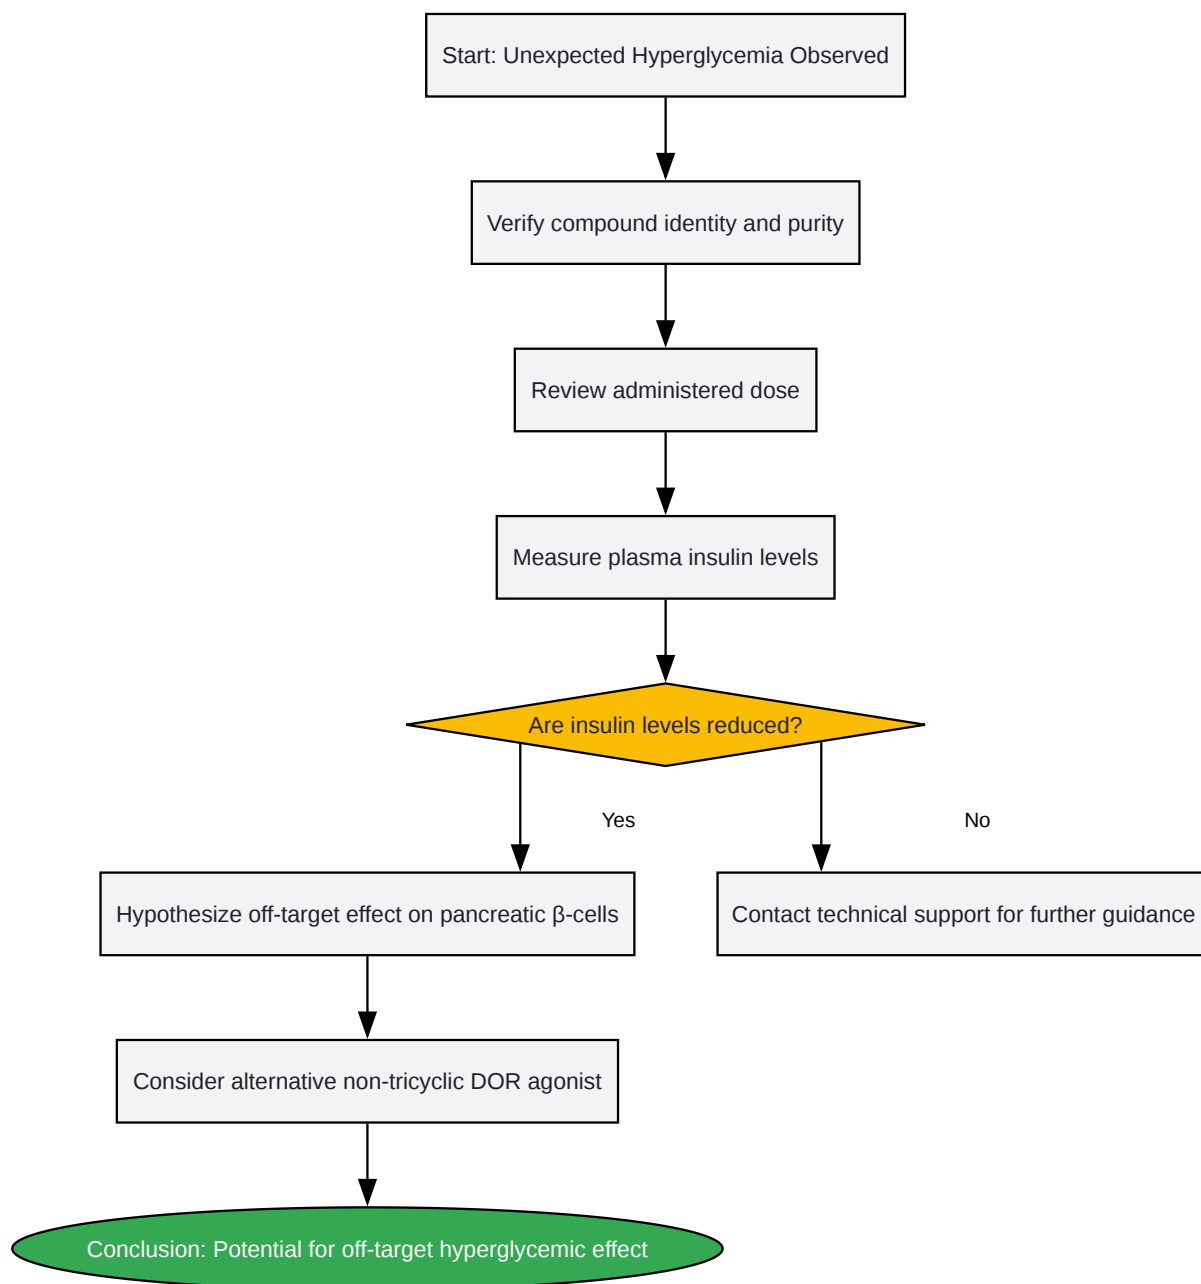 Start: Unexpected Hyperglycemia Observed
Verify compound identity and purity
Review administered dose
Measure plasma insulin levels
Are insulin levels reduced?
Yes
No
Hypothesize off-target effect on pancreatic β-cells
Contact technical support for further guidance
Consider alternative non-tricyclic DOR agonist
Conclusion: Potential for off-target hyperglycemic effect